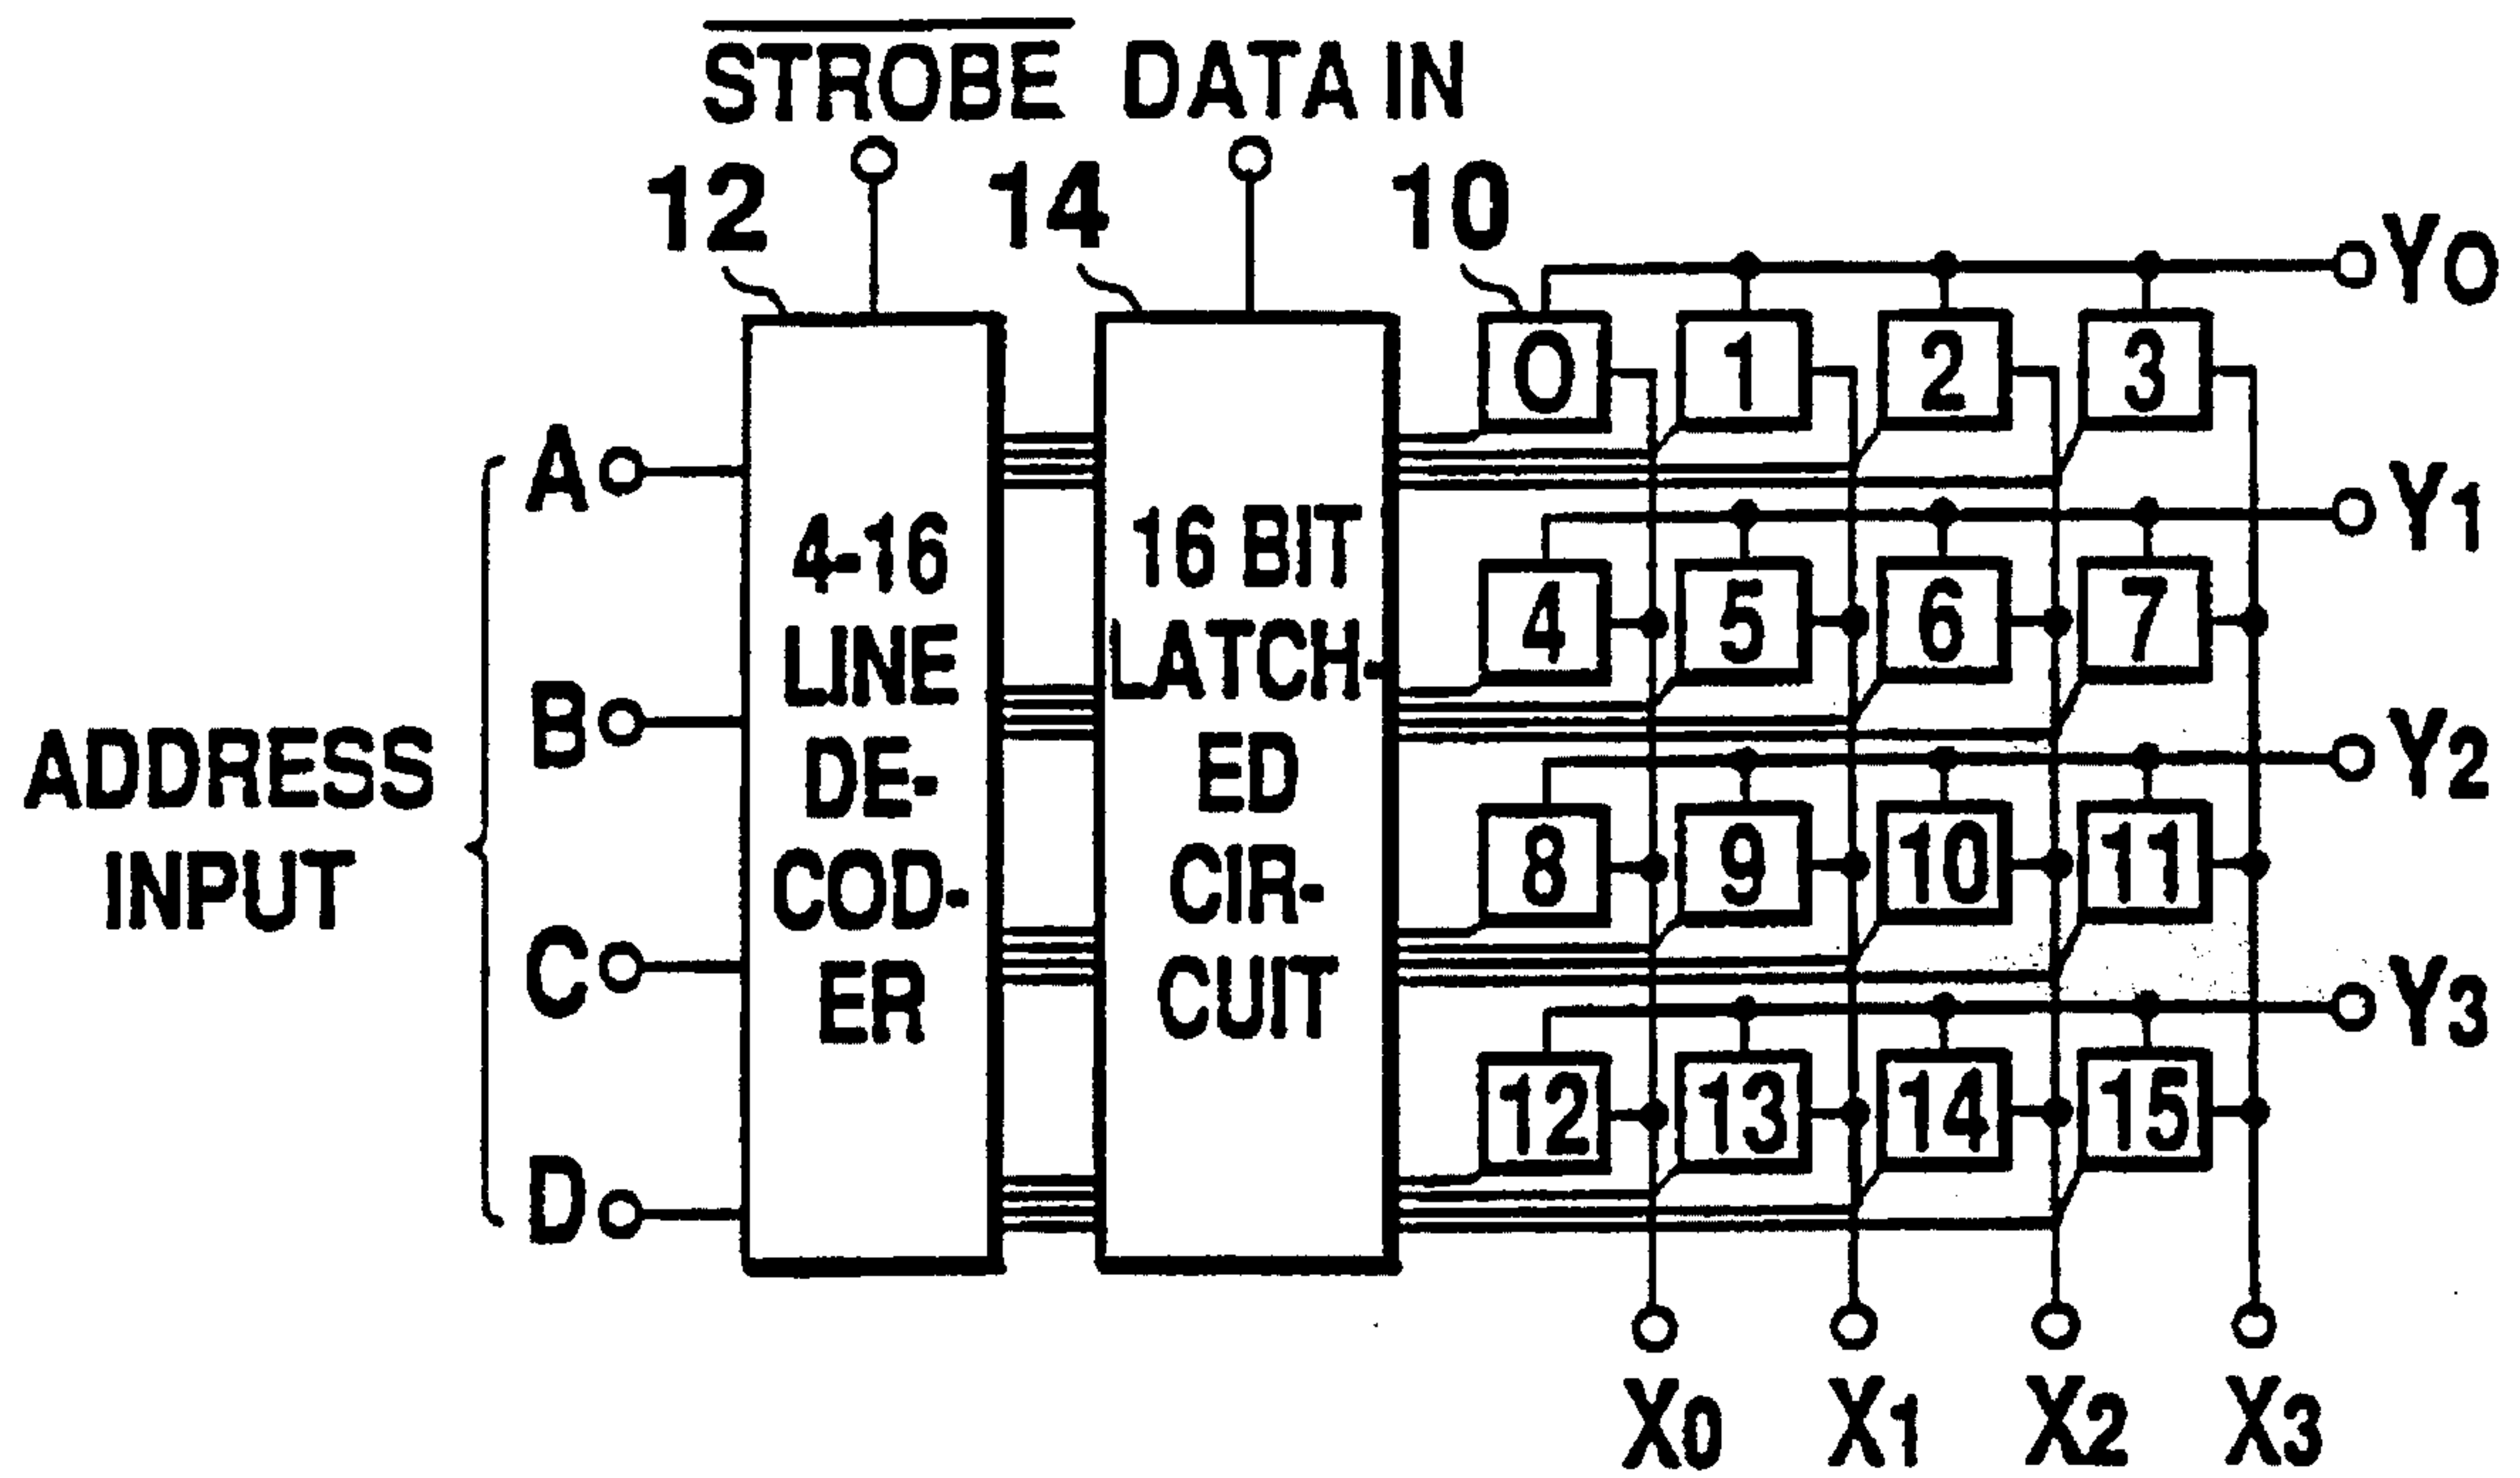 STROBE DATA IN
12 14 10
Y0
0 1 2 3
A
Y1
4-16
LINE
DE-
COD-
ER
16 BIT
LATCH-
ED
CIR-
CUIT
4 5 6 7
B
ADDRESS
INPUT
Y2
8 9 10 11
C
Y3
12 13 14 15
D
X0 X1 X2 X3